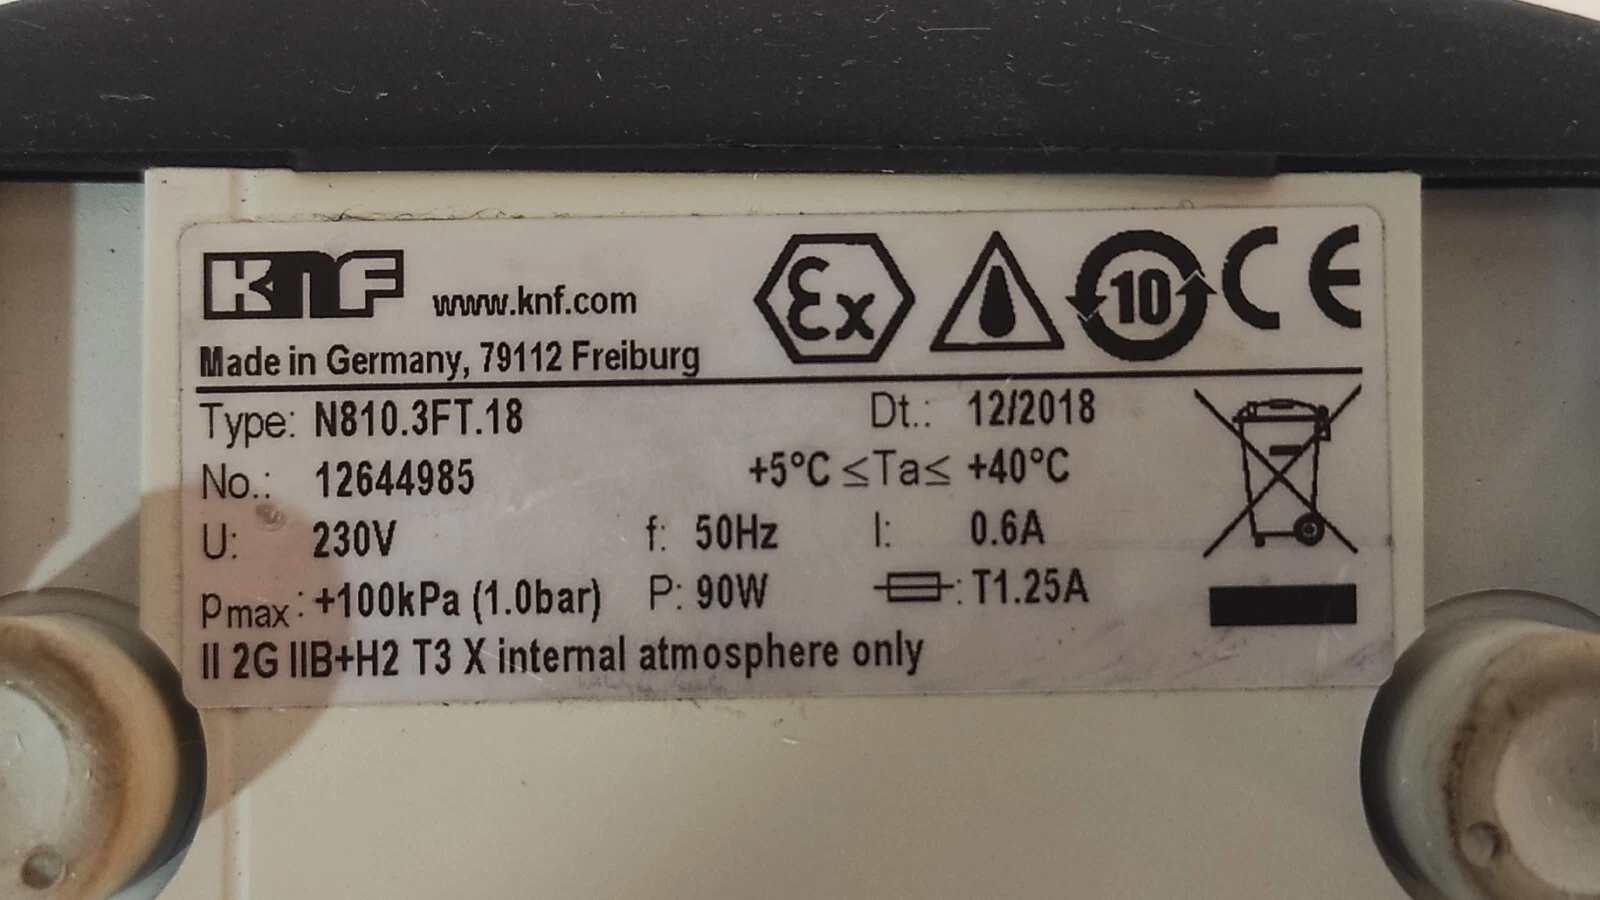 KNF www.knf.com
Made in Germany, 79112 Freiburg
Ex
10
CE
Type: N810.3FT.18 Dt.: 12/2018
No.: 12644985 +5°C ≤Ta≤ +40°C
U: 230V f: 50Hz I: 0.6A
pmax: +100kPa (1.0bar) P: 90W : T1.25A
II 2G IIB+H2 T3 X internal atmosphere only